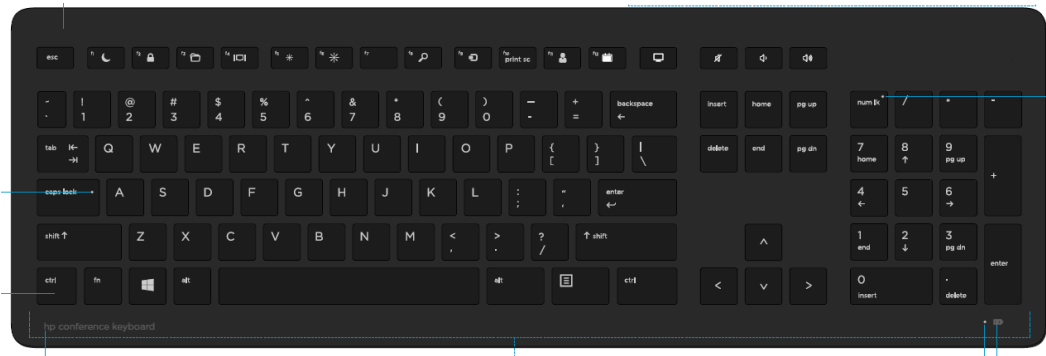 esc f1 f2 f3 f4 f5 f6 f7 f8 f9 f10 print sc f11 f12
~ ` ! 1 @ 2 # 3 $ 4 % 5 ^ 6 & 7 * 8 ( 9 ) 0 — - + = backspace ← insert home pg up num lk / * -
tab Q W E R T Y U I O P { [ } ] | \ delete end pg dn 7 home 8 ↑ 9 pg up +
caps lock A S D F G H J K L : ; " ' enter ↵ 4 ← 5 6 →
shift ↑ Z X C V B N M < , > . ? / ↑ shift ^ 1 end 2 ↓ 3 pg dn enter
ctrl fn alt alt ctrl < v > 0 insert . delete
hp conference keyboard